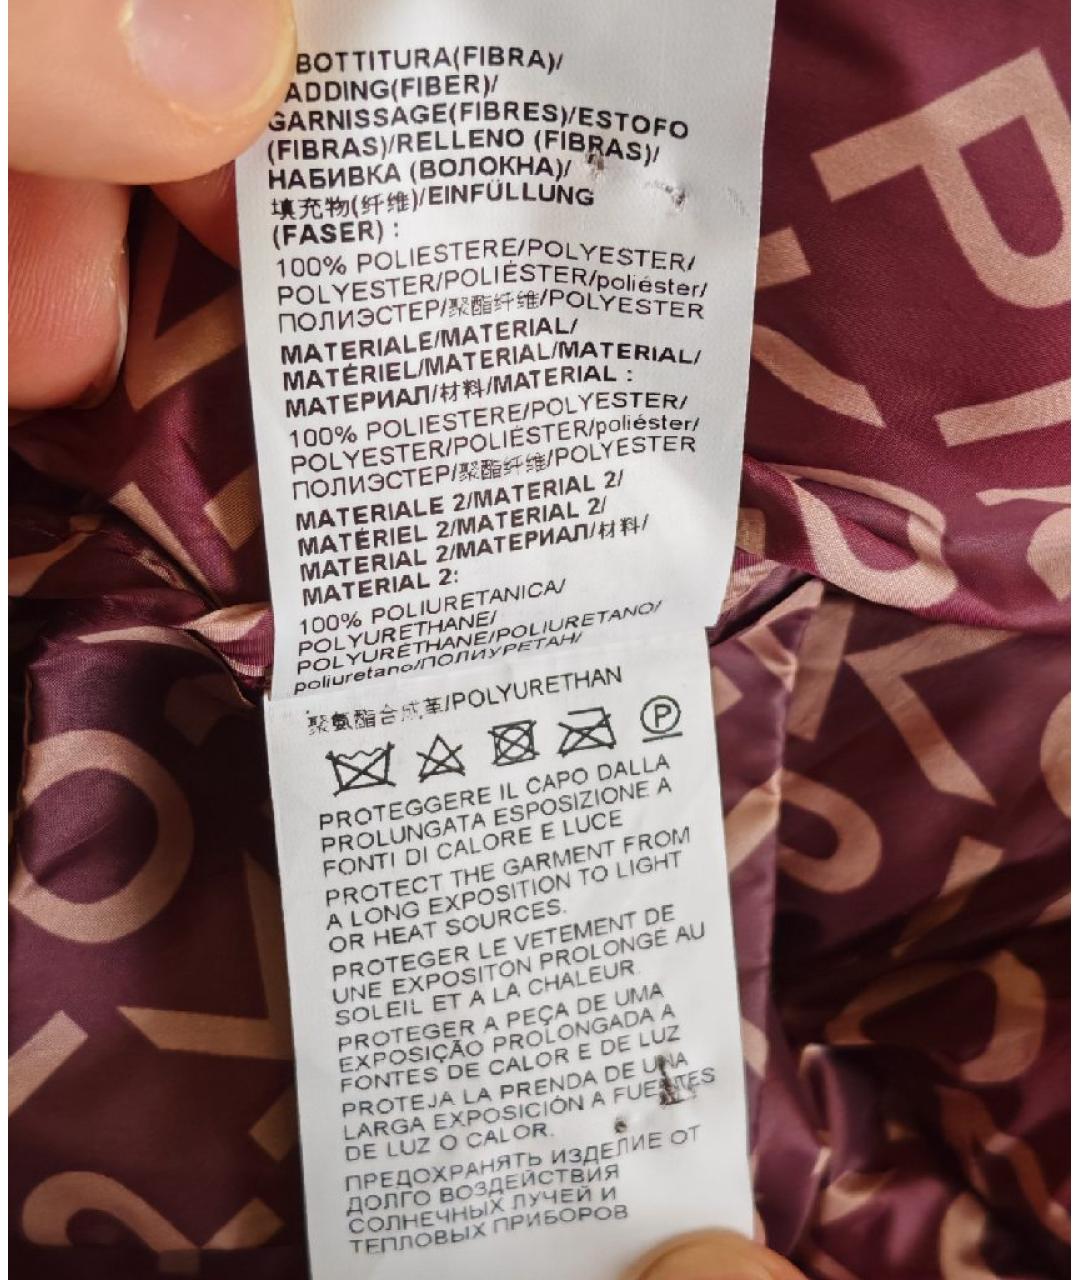 BOTTITURA(FIBRA)/
ADDING(FIBER)/
GARNISSAGE(FIBRES)/ESTOFO
(FIBRAS)/RELLENO (FIBRAS)/
НАБИВКА (ВОЛОКНА)/
填充物(纤维)/EINFÜLLUNG
(FASER) :
100% POLIESTERE/POLYESTER/
POLYESTER/POLIÉSTER/poliéster/
ПОЛИЭСТЕР/聚酯纤维/POLYESTER
MATERIALE/MATERIAL/
MATÉRIEL/MATERIAL/MATERIAL/
МАТЕРИАЛ/材料/MATERIAL :
100% POLIESTERE/POLYESTER/
POLYESTER/POLIÉSTER/poliéster/
ПОЛИЭСТЕР/聚酯纤维/POLYESTER
MATERIALE 2/MATERIAL 2/
MATÉRIEL 2/MATERIAL 2/
MATERIAL 2/МАТЕРИАЛ/材料/
MATERIAL 2:
100% POLIURETANICA/
POLYURETHANE/
POLYURÉTHANE/POLIURETANO/
poliuretano/ПОЛИУРЕТАН/
聚氨酯合成革/POLYURETHAN
P
PROTEGGERE IL CAPO DALLA
PROLUNGATA ESPOSIZIONE A
FONTI DI CALORE E LUCE
PROTECT THE GARMENT FROM
A LONG EXPOSITION TO LIGHT
OR HEAT SOURCES.
PROTEGER LE VETEMENT DE
UNE EXPOSITON PROLONGÉ AU
SOLEIL ET A LA CHALEUR.
PROTEGER A PEÇA DE UMA
EXPOSIÇÃO PROLONGADA A
FONTES DE CALOR E DE LUZ
PROTEJA LA PRENDA DE UNA
LARGA EXPOSICIÓN A FUENTES
DE LUZ O CALOR.
ПРЕДОХРАНЯТЬ ИЗДЕЛИЕ ОТ
ДОЛГО ВОЗДЕЙСТВИЯ
СОЛНЕЧНЫХ ЛУЧЕЙ И
ТЕПЛОВЫХ ПРИБОРОВ